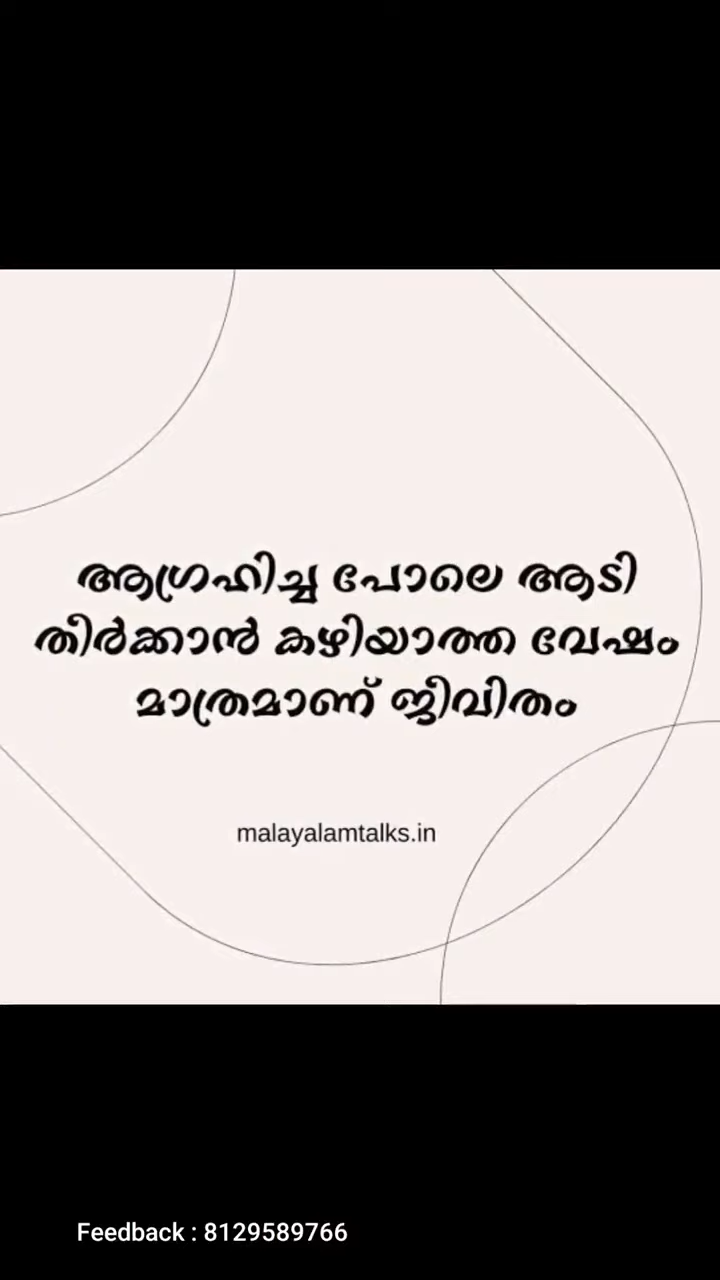 ആഗ്രഹിച്ച പോലെ ആടി
തീർക്കാൻ കഴിയാത്ത വേഷം
മാത്രമാണ് ജീവിതം
malayalamtalks.in
Feedback : 8129589766